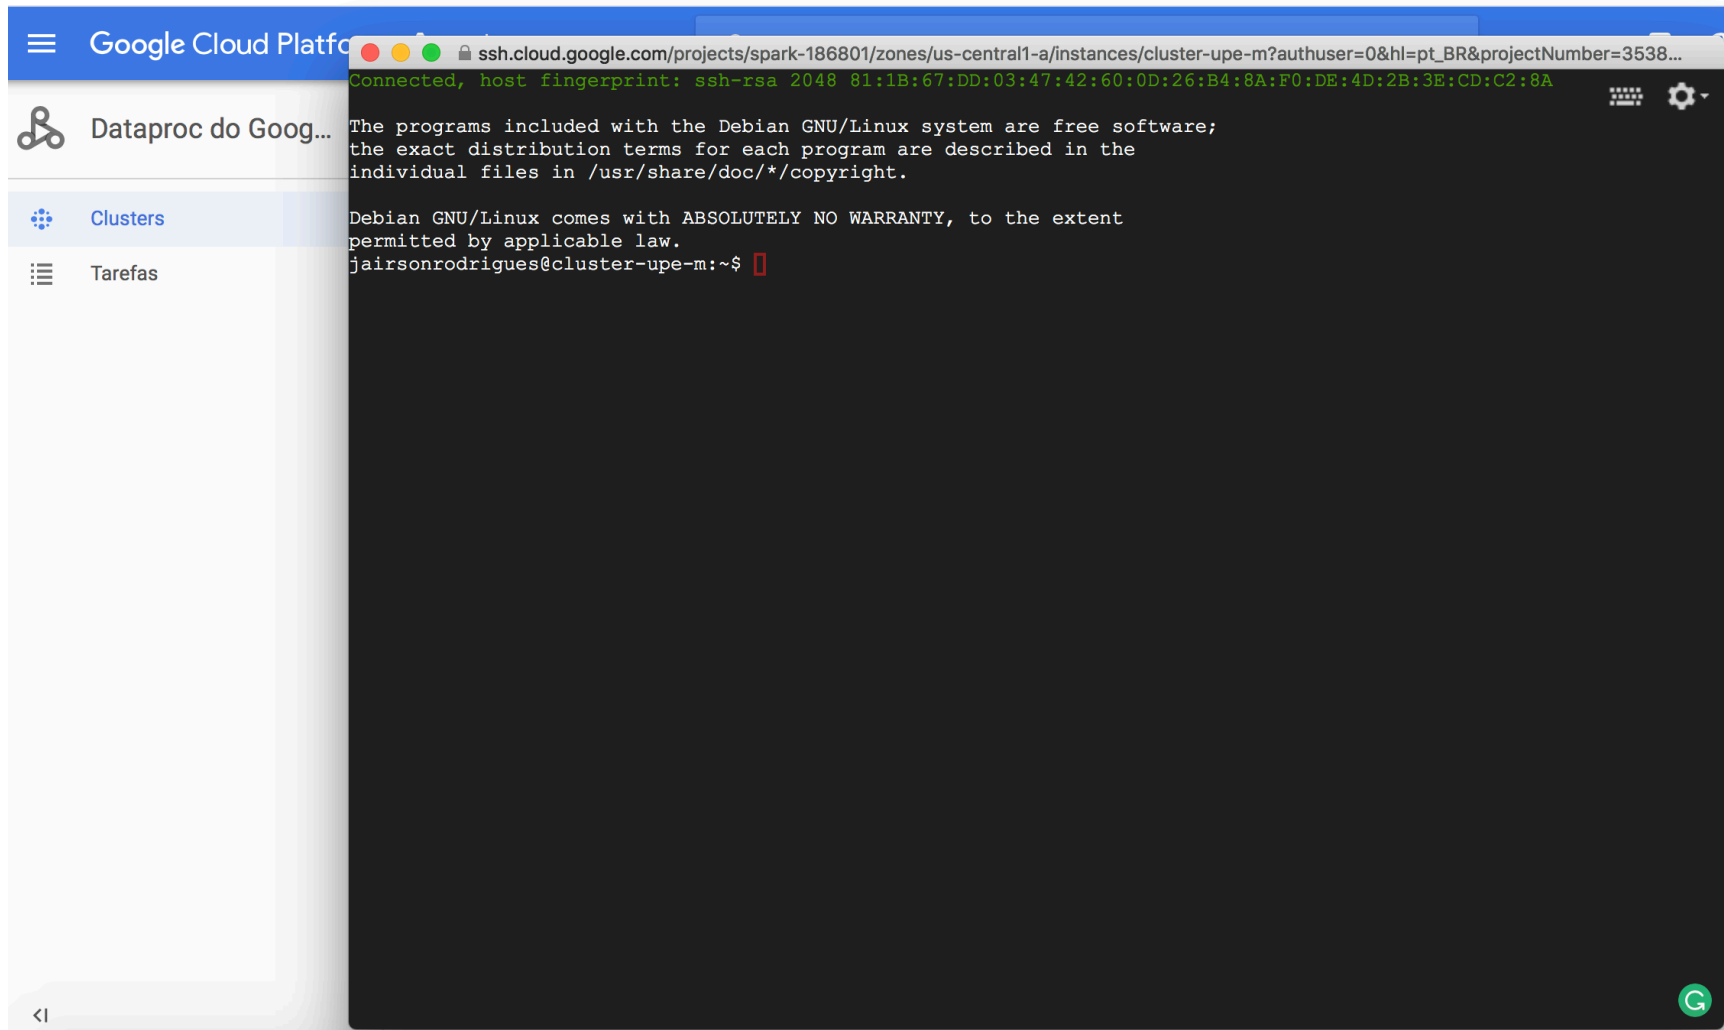 Google Cloud Platfo
ssh.cloud.google.com/projects/spark-186801/zones/us-central1-a/instances/cluster-upe-m?authuser=0&hl=pt_BR&projectNumber=3538...
Connected, host fingerprint: ssh-rsa 2048 81:1B:67:DD:03:47:42:60:0D:26:B4:8A:F0:DE:4D:2B:3E:CD:C2:8A
Dataproc do Goog...
Clusters
Tarefas
The programs included with the Debian GNU/Linux system are free software;
the exact distribution terms for each program are described in the
individual files in /usr/share/doc/*/copyright.
Debian GNU/Linux comes with ABSOLUTELY NO WARRANTY, to the extent
permitted by applicable law.
jairsonrodrigues@cluster-upe-m:~$